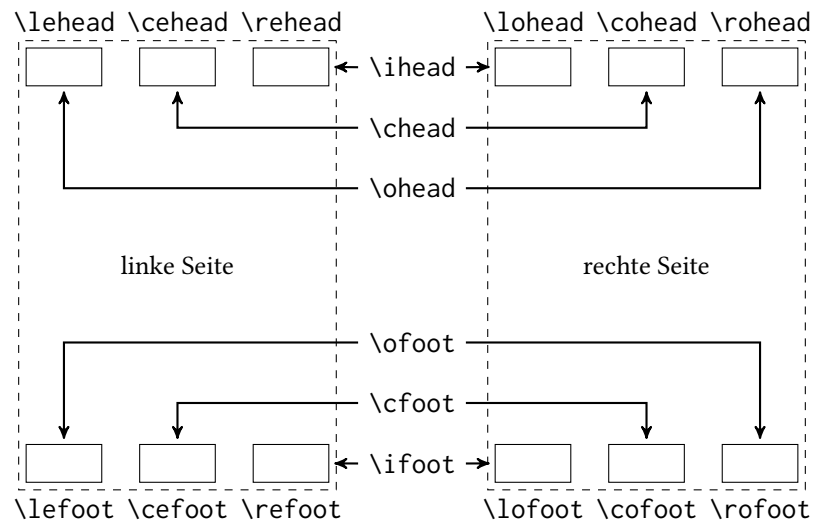 \lehead \cehead \rehead \lohead \cohead \rohead
\ihead
\chead
\ohead
linke Seite rechte Seite
\ofoot
\cfoot
\ifoot
\lefoot \cefoot \refoot \lofoot \cofoot \rofoot